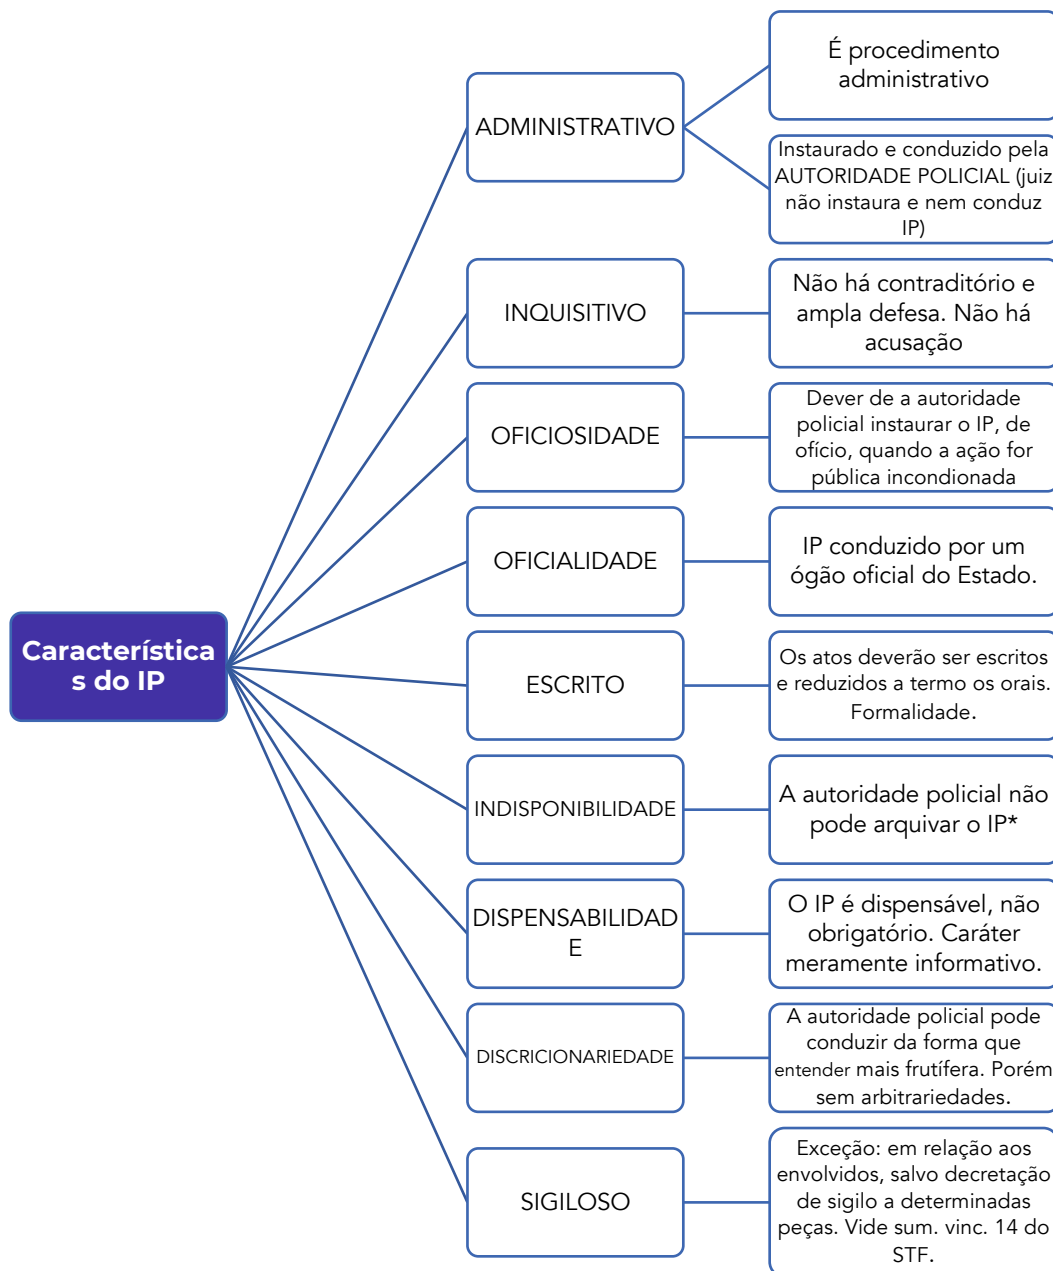 Característica
s do IP
ADMINISTRATIVO
É procedimento
administrativo
Instaurado e conduzido pela
AUTORIDADE POLICIAL (juiz
não instaura e nem conduz
IP)
INQUISITIVO
Não há contraditório e
ampla defesa. Não há
acusação
OFICIOSIDADE
Dever de a autoridade
policial instaurar o IP, de
ofício, quando a ação for
pública incondionada
OFICIALIDADE
IP conduzido por um
ógão oficial do Estado.
ESCRITO
Os atos deverão ser escritos
e reduzidos a termo os orais.
Formalidade.
INDISPONIBILIDADE
A autoridade policial não
pode arquivar o IP*
DISPENSABILIDAD
E
O IP é dispensável, não
obrigatório. Caráter
meramente informativo.
DISCRICIONARIEDADE
A autoridade policial pode
conduzir da forma que
entender mais frutífera. Porém
sem arbitrariedades.
SIGILOSO
Exceção: em relação aos
envolvidos, salvo decretação
de sigilo a determinadas
peças. Vide sum. vinc. 14 do
STF.